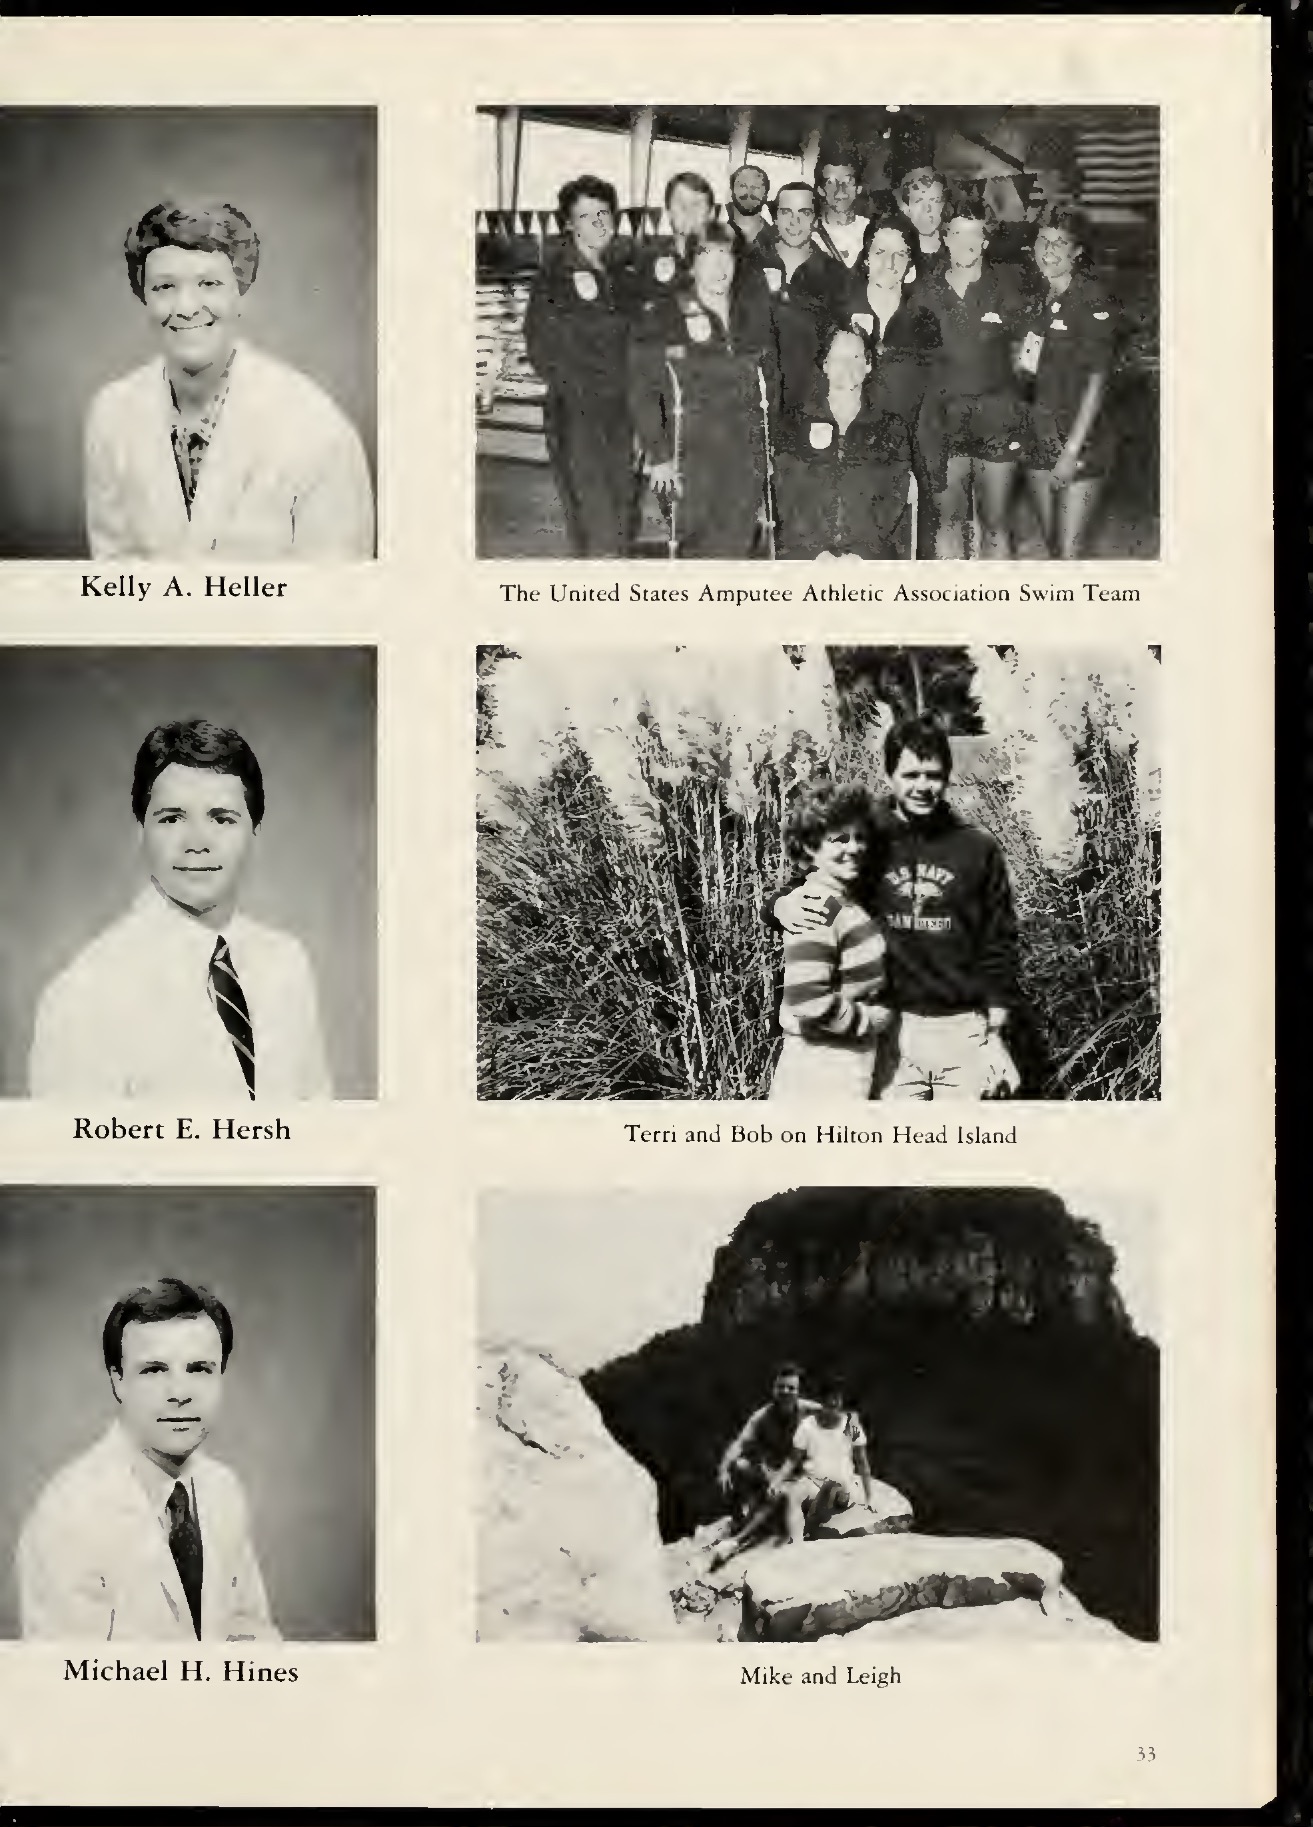 Kelly A. Heller
The United States Amputee Athletic Association Swim Team
U.S. NAVY
Robert E. Hersh
Terri and Bob on Hilton Head Island
Michael H. Hines
Mike and Leigh
33